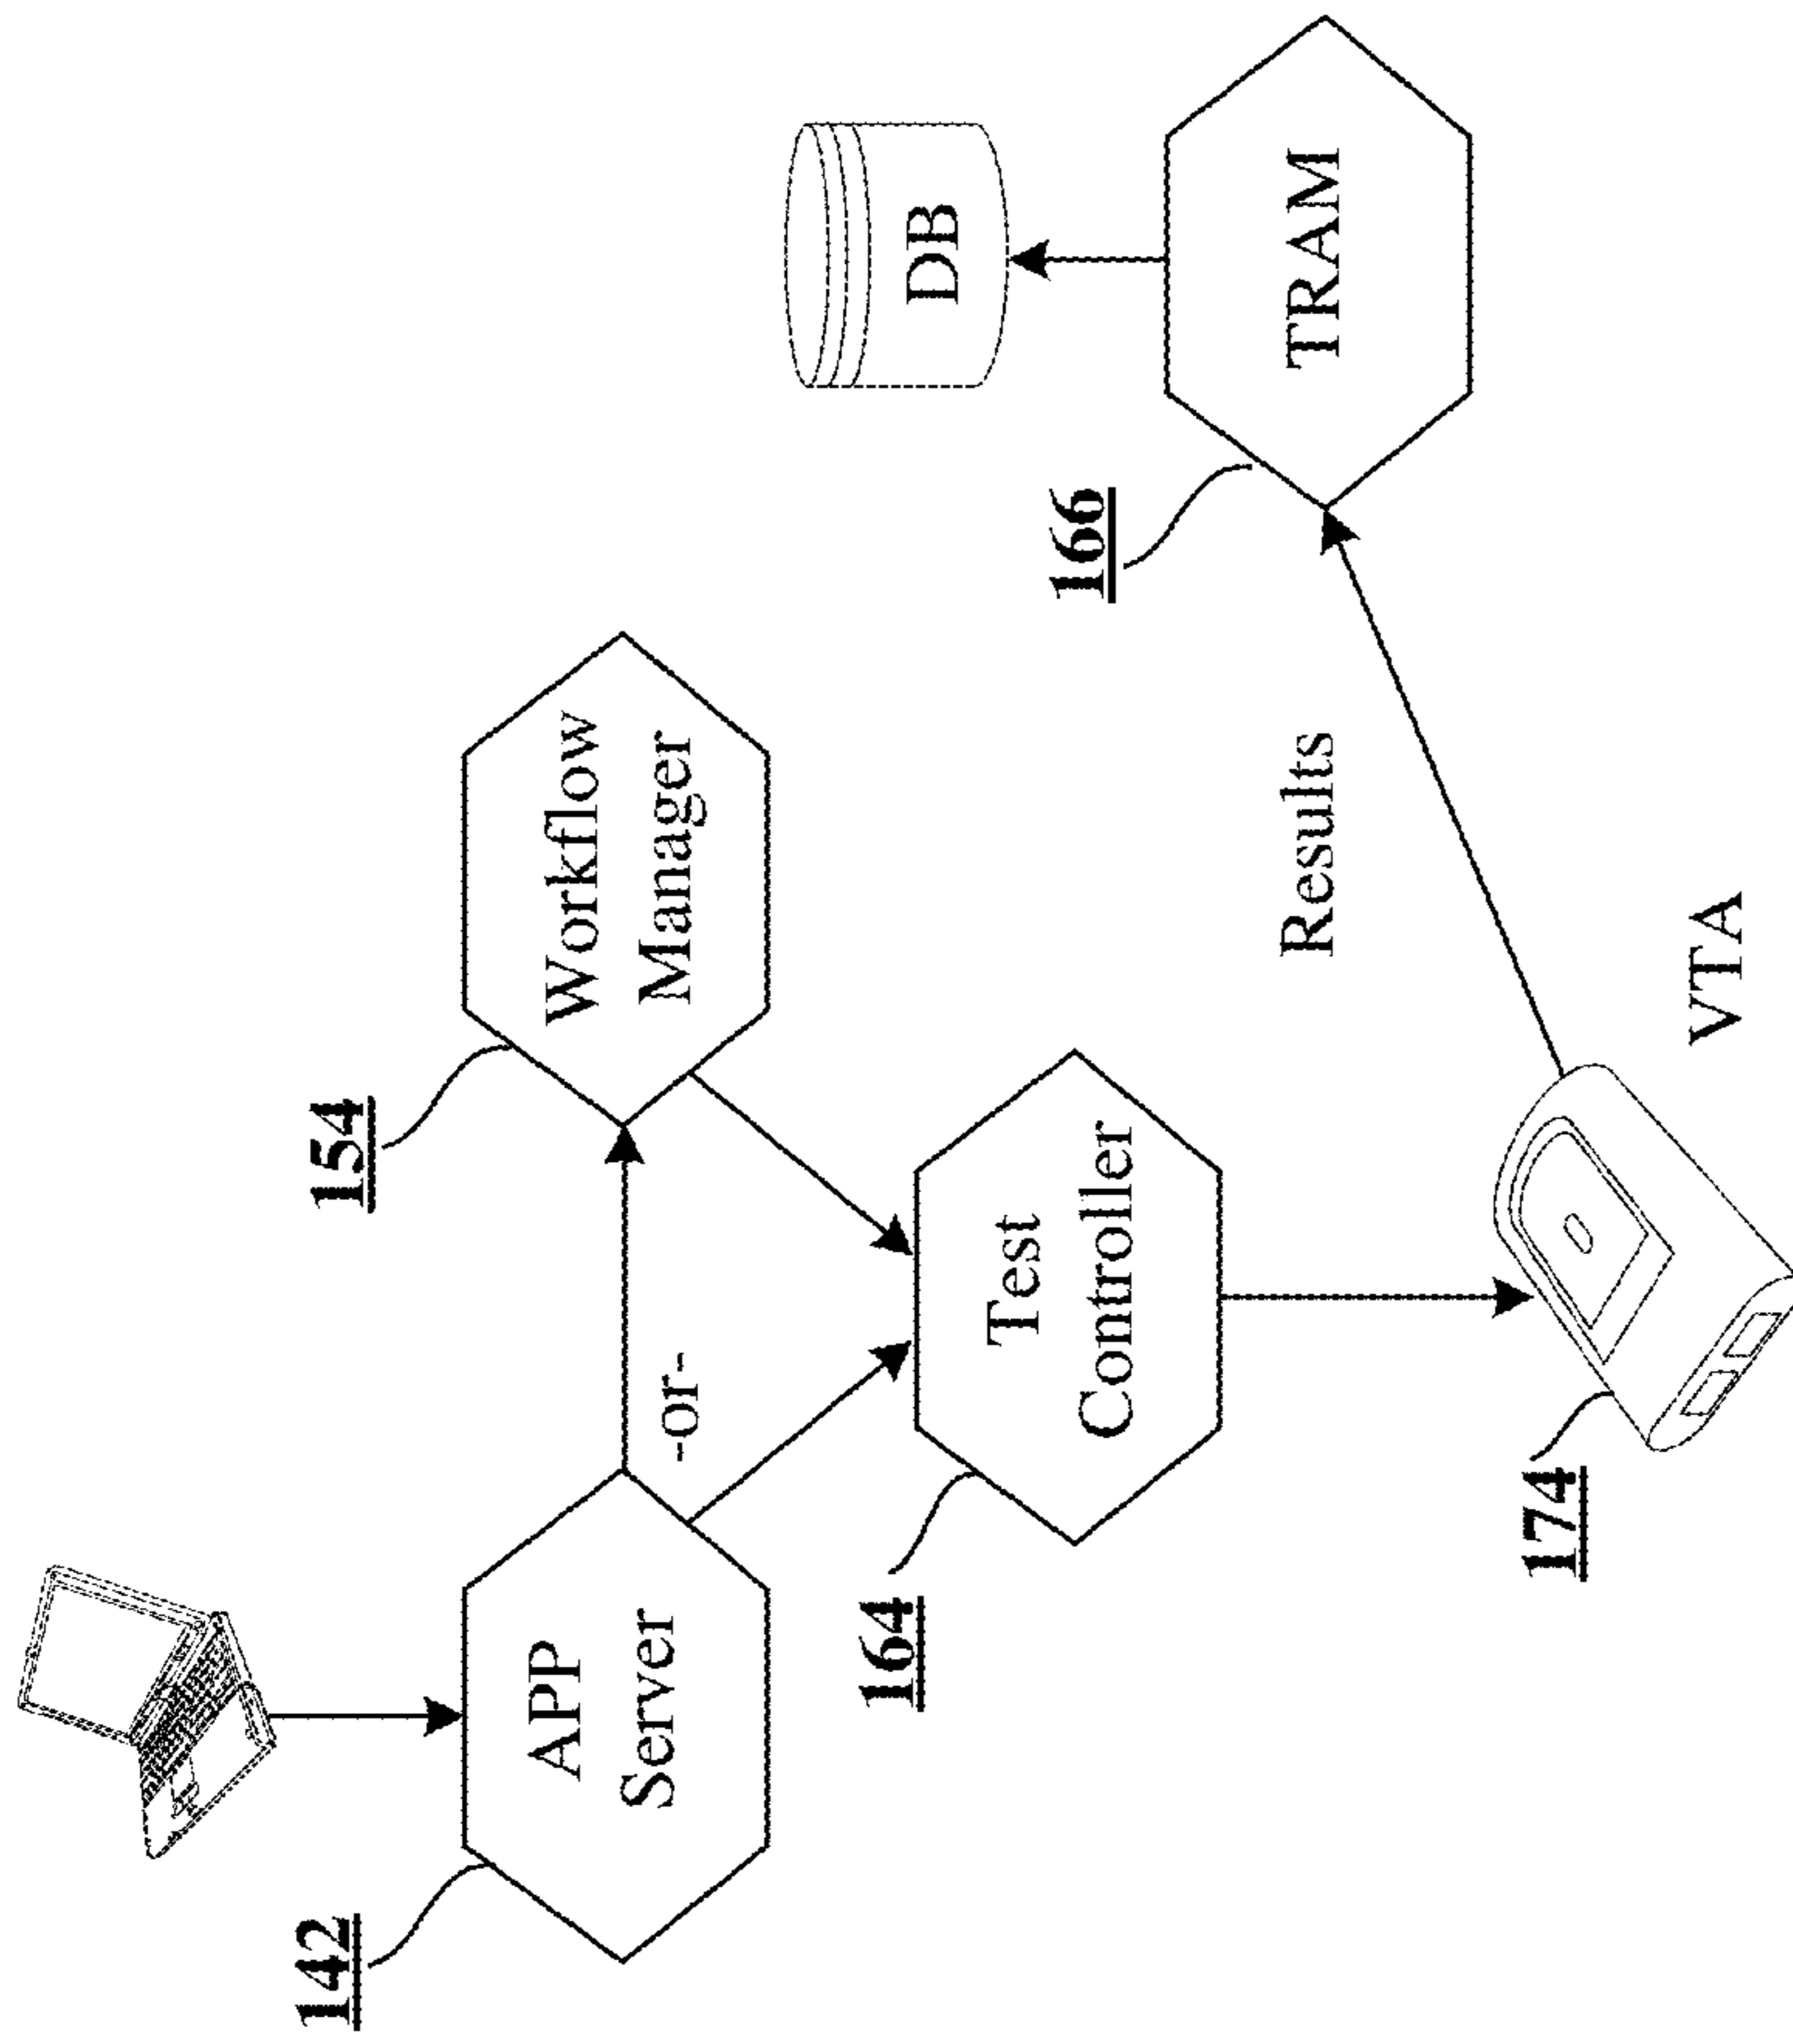 142
APP
Server
154
Workflow
Manager
-or-
164
Test
Controller
174
VTA
Results
166
TRAM
DB